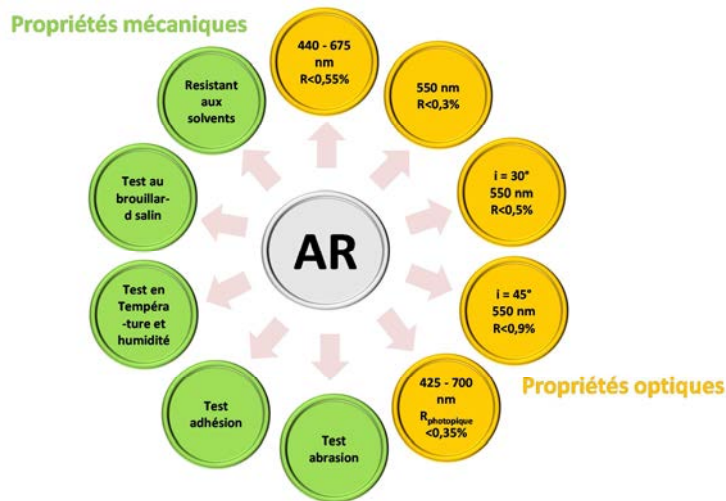 Propriétés mécaniques
440 - 675
nm
R<0,55%
550 nm
R<0,3%
i = 30°
550 nm
R<0,5%
i = 45°
550 nm
R<0,9%
425 - 700
nm
Rphotopique
<0,35%
Propriétés optiques
Test
abrasion
Test
adhésion
Test en
Tempéra
-ture et
humidité
Test au
brouillar-
d salin
Resistant
aux
solvents
AR